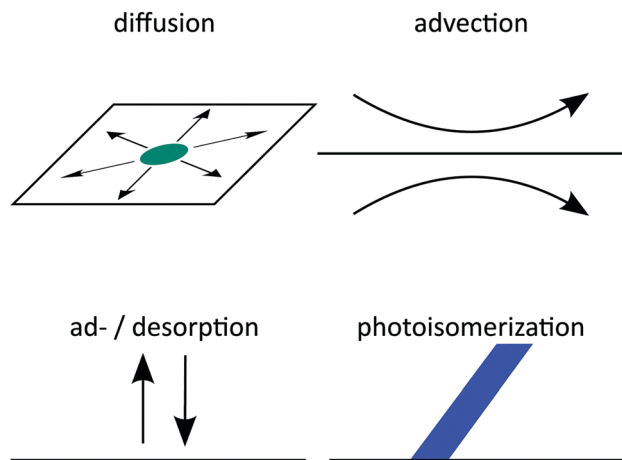 diffusion
advection
ad- / desorption
photoisomerization